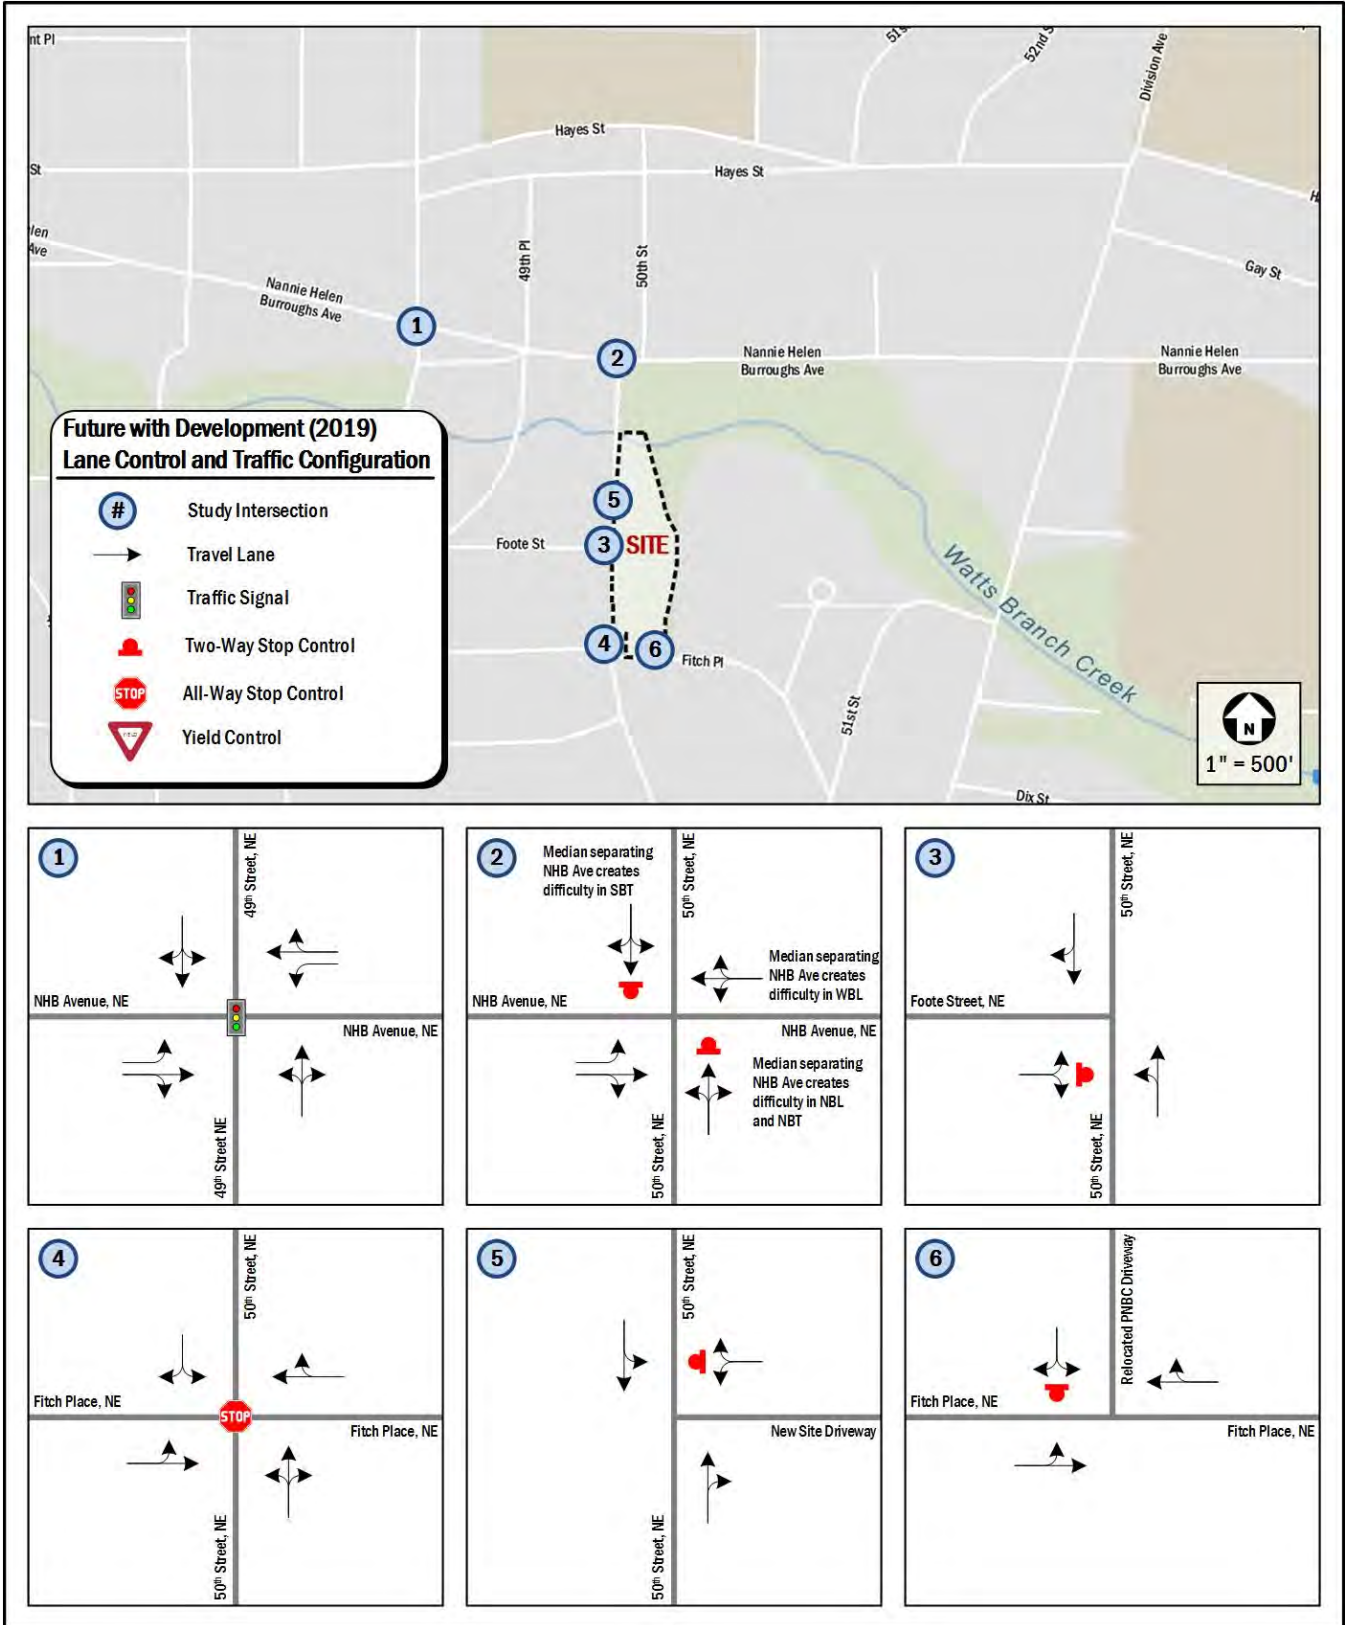 nt Pl
51s
52nd S
Division Ave
Hayes St
St
Hayes St
H
len
Ave
49th Pl
50th St
Gay St
Nannie Helen
Burroughs Ave
1
2
Nannie Helen
Burroughs Ave
Nannie Helen
Burroughs Ave
Future with Development (2019)
Lane Control and Traffic Configuration
# Study Intersection
Travel Lane
Traffic Signal
Two-Way Stop Control
STOP All-Way Stop Control
Yield Control
5
Foote St
3 SITE
4
6
Fitch Pl
51st St
Watts Branch Creek
Dix St
N
1" = 500'
1
49th Street, NE
NHB Avenue, NE
NHB Avenue, NE
49th Street NE
2
Median separating
NHB Ave creates
difficulty in SBT
50th Street, NE
Median separating
NHB Ave creates
difficulty in WBL
NHB Avenue, NE
NHB Avenue, NE
Median separating
NHB Ave creates
difficulty in NBL
and NBT
50th Street, NE
3
50th Street, NE
Foote Street, NE
50th Street, NE
4
50th Street, NE
Fitch Place, NE
STOP
Fitch Place, NE
50th Street, NE
5
50th Street, NE
New Site Driveway
50th Street, NE
6
Relocated PNBC Driveway
Fitch Place, NE
Fitch Place, NE